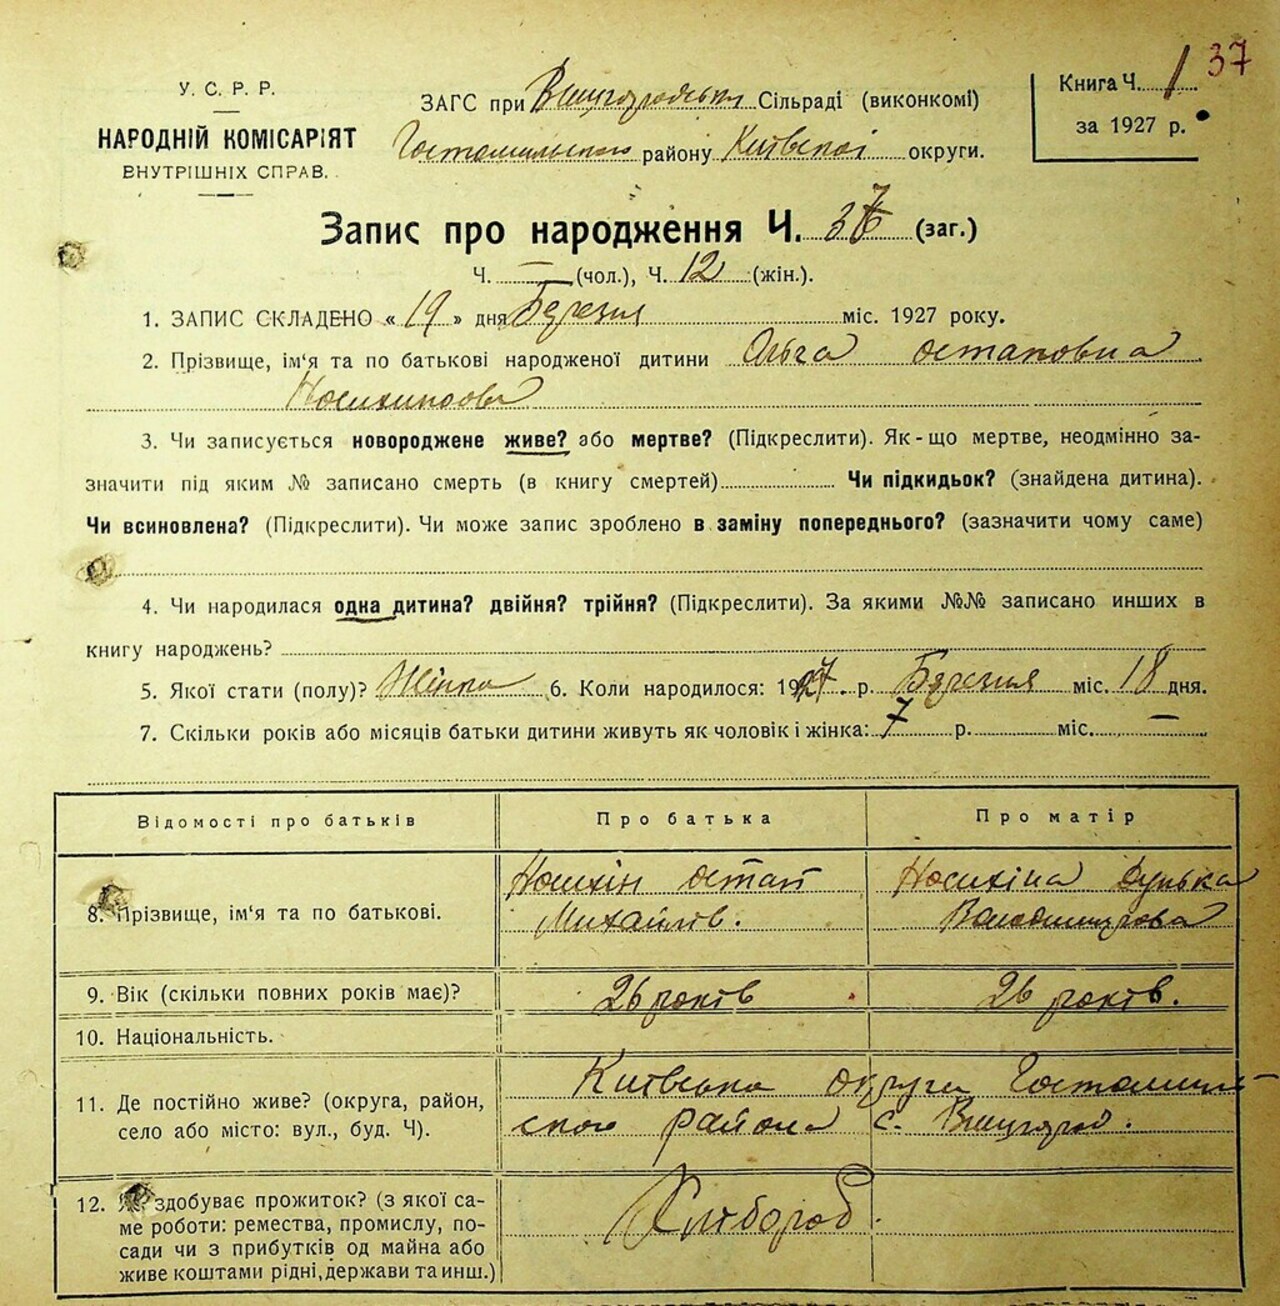 37
У. С. Р. Р.
НАРОДНІЙ КОМІСАРІЯТ
ВНУТРІШНІХ СПРАВ.
ЗАГС при Вишгородській Сільраді (виконкомі)
Гостомильского району Київської округи.
Книга Ч. 1
за 1927 р.
Запис про народження Ч. 37 (заг.)
Ч. — (чол.), Ч. 12 (жін.).
1. ЗАПИС СКЛАДЕНО « 19 » дня Березня міс. 1927 року.
2. Прізвище, ім‘я та по батькові народженої дитини Ольга Остаповна
3. Чи записується новороджене живе? або мертве? (Підкреслити). Як-що мертве, неодмінно за-
значити під яким № записано смерть (в книгу смертей) Чи підкидьок? (знайдена дитина).
Чи всиновлена? (Підкреслити). Чи може запис зроблено в заміну попереднього? (зазначити чому саме)
4. Чи народилася одна дитина? двійня? трійня? (Підкреслити). За якими №№ записано инших в
книгу народжень?
5. Якої стати (полу)? Жінка 6. Коли народилося: 1927 р. Березня міс. 18 дня.
7. Скільки років або місяців батьки дитини живуть як чоловік і жінка: 7 р. міс. —
Відомості про батьків Про батька Про матір
8. Прізвище, ім‘я та по батькові. Носихін Остап Носихіна Дунька
Михайлів. Володимирова
9. Вік (скільки повних років має)? 26 років 26 років.
10. Національність.
11. Де постійно живе? (округа, район, Київська округа Гостомиль-
село або місто: вул., буд. Ч). ского района с. Вишгород.
12. Як здобуває прожиток? (з якої са- Хлібороб.
ме роботи: ремества, промислу, по-
сади чи з прибутків од майна або
живе коштами рідні, держави та инш.)